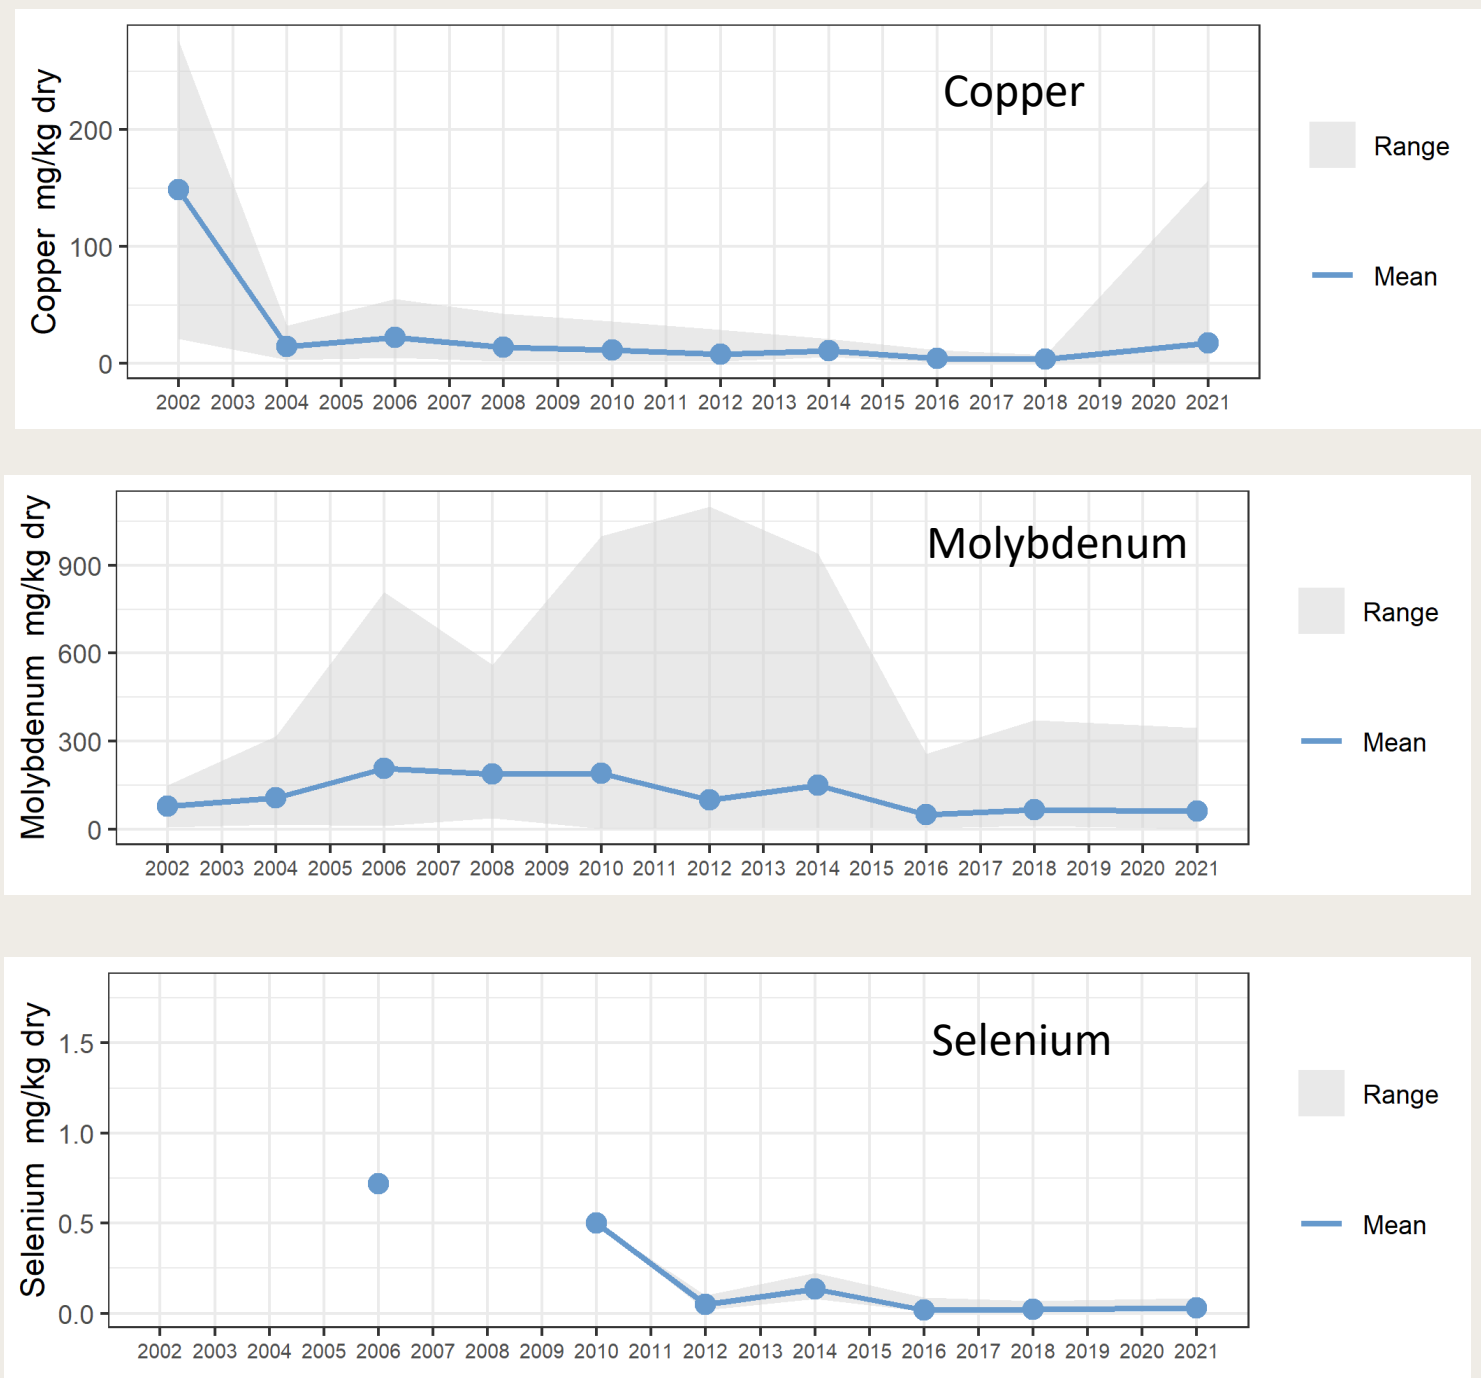 Copper mg/kg dry
200
100
0
Copper
Range
Mean
2002 2003 2004 2005 2006 2007 2008 2009 2010 2011 2012 2013 2014 2015 2016 2017 2018 2019 2020 2021
Molybdenum mg/kg dry
900
600
300
0
Molybdenum
Range
Mean
2002 2003 2004 2005 2006 2007 2008 2009 2010 2011 2012 2013 2014 2015 2016 2017 2018 2019 2020 2021
Selenium mg/kg dry
1.5
1.0
0.5
0.0
Selenium
Range
Mean
2002 2003 2004 2005 2006 2007 2008 2009 2010 2011 2012 2013 2014 2015 2016 2017 2018 2019 2020 2021